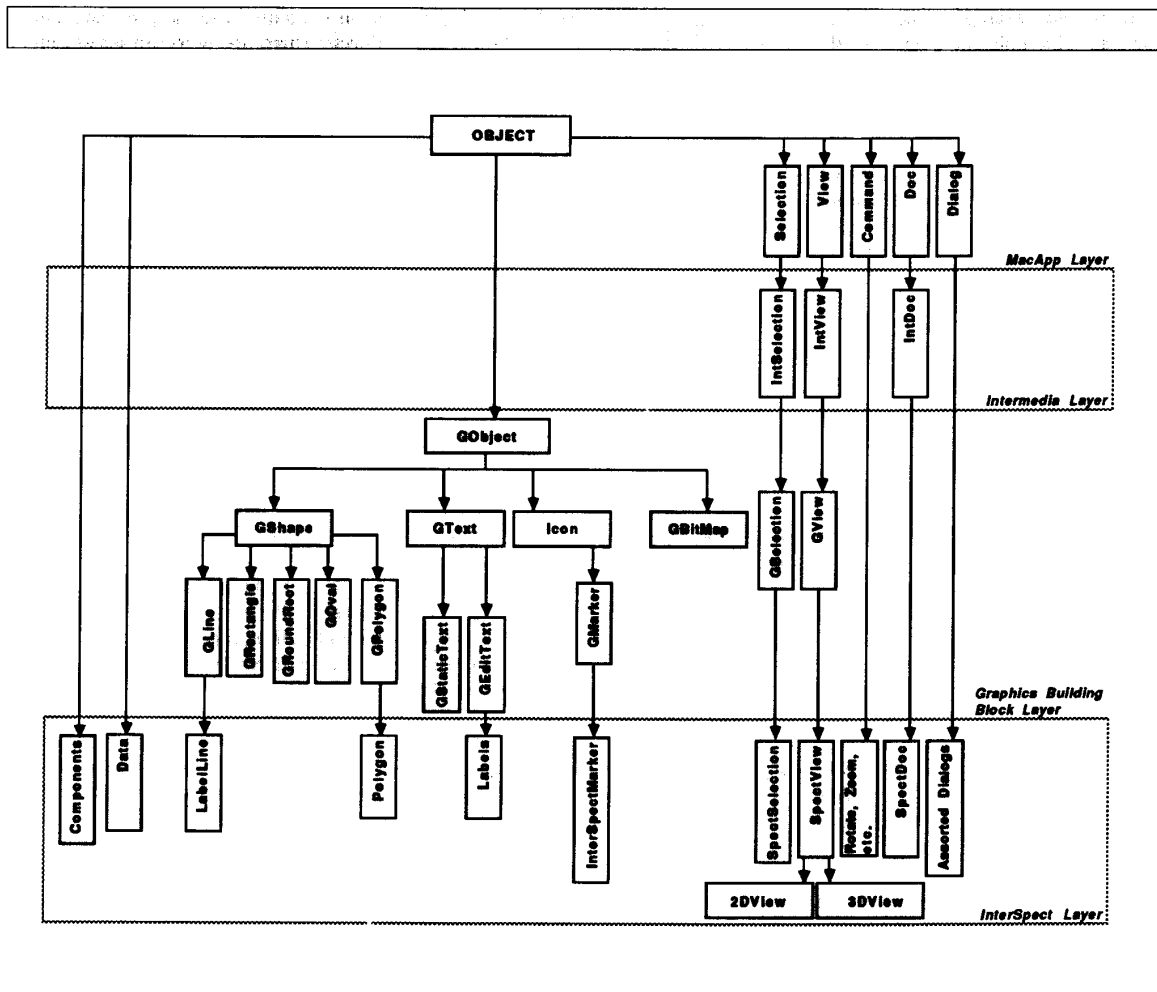 OBJECT
Selection
View
Command
Doc
Dialog
MacApp Layer
IntSelection
IntView
IntDoc
Intermedia Layer
GObject
GShape
GText
Icon
GBitMap
GSelection
GView
GLine
GRectangle
GRoundRect
GOval
GPolygon
GStaticText
GEditText
GMarker
Graphics Building
Block Layer
Components
Data
LabelLine
Polygon
Labels
InterSpectMarker
SpectSelection
SpectView
Rotate, Zoom,
etc.
SpectDoc
Assorted Dialogs
2DView
3DView
InterSpect Layer